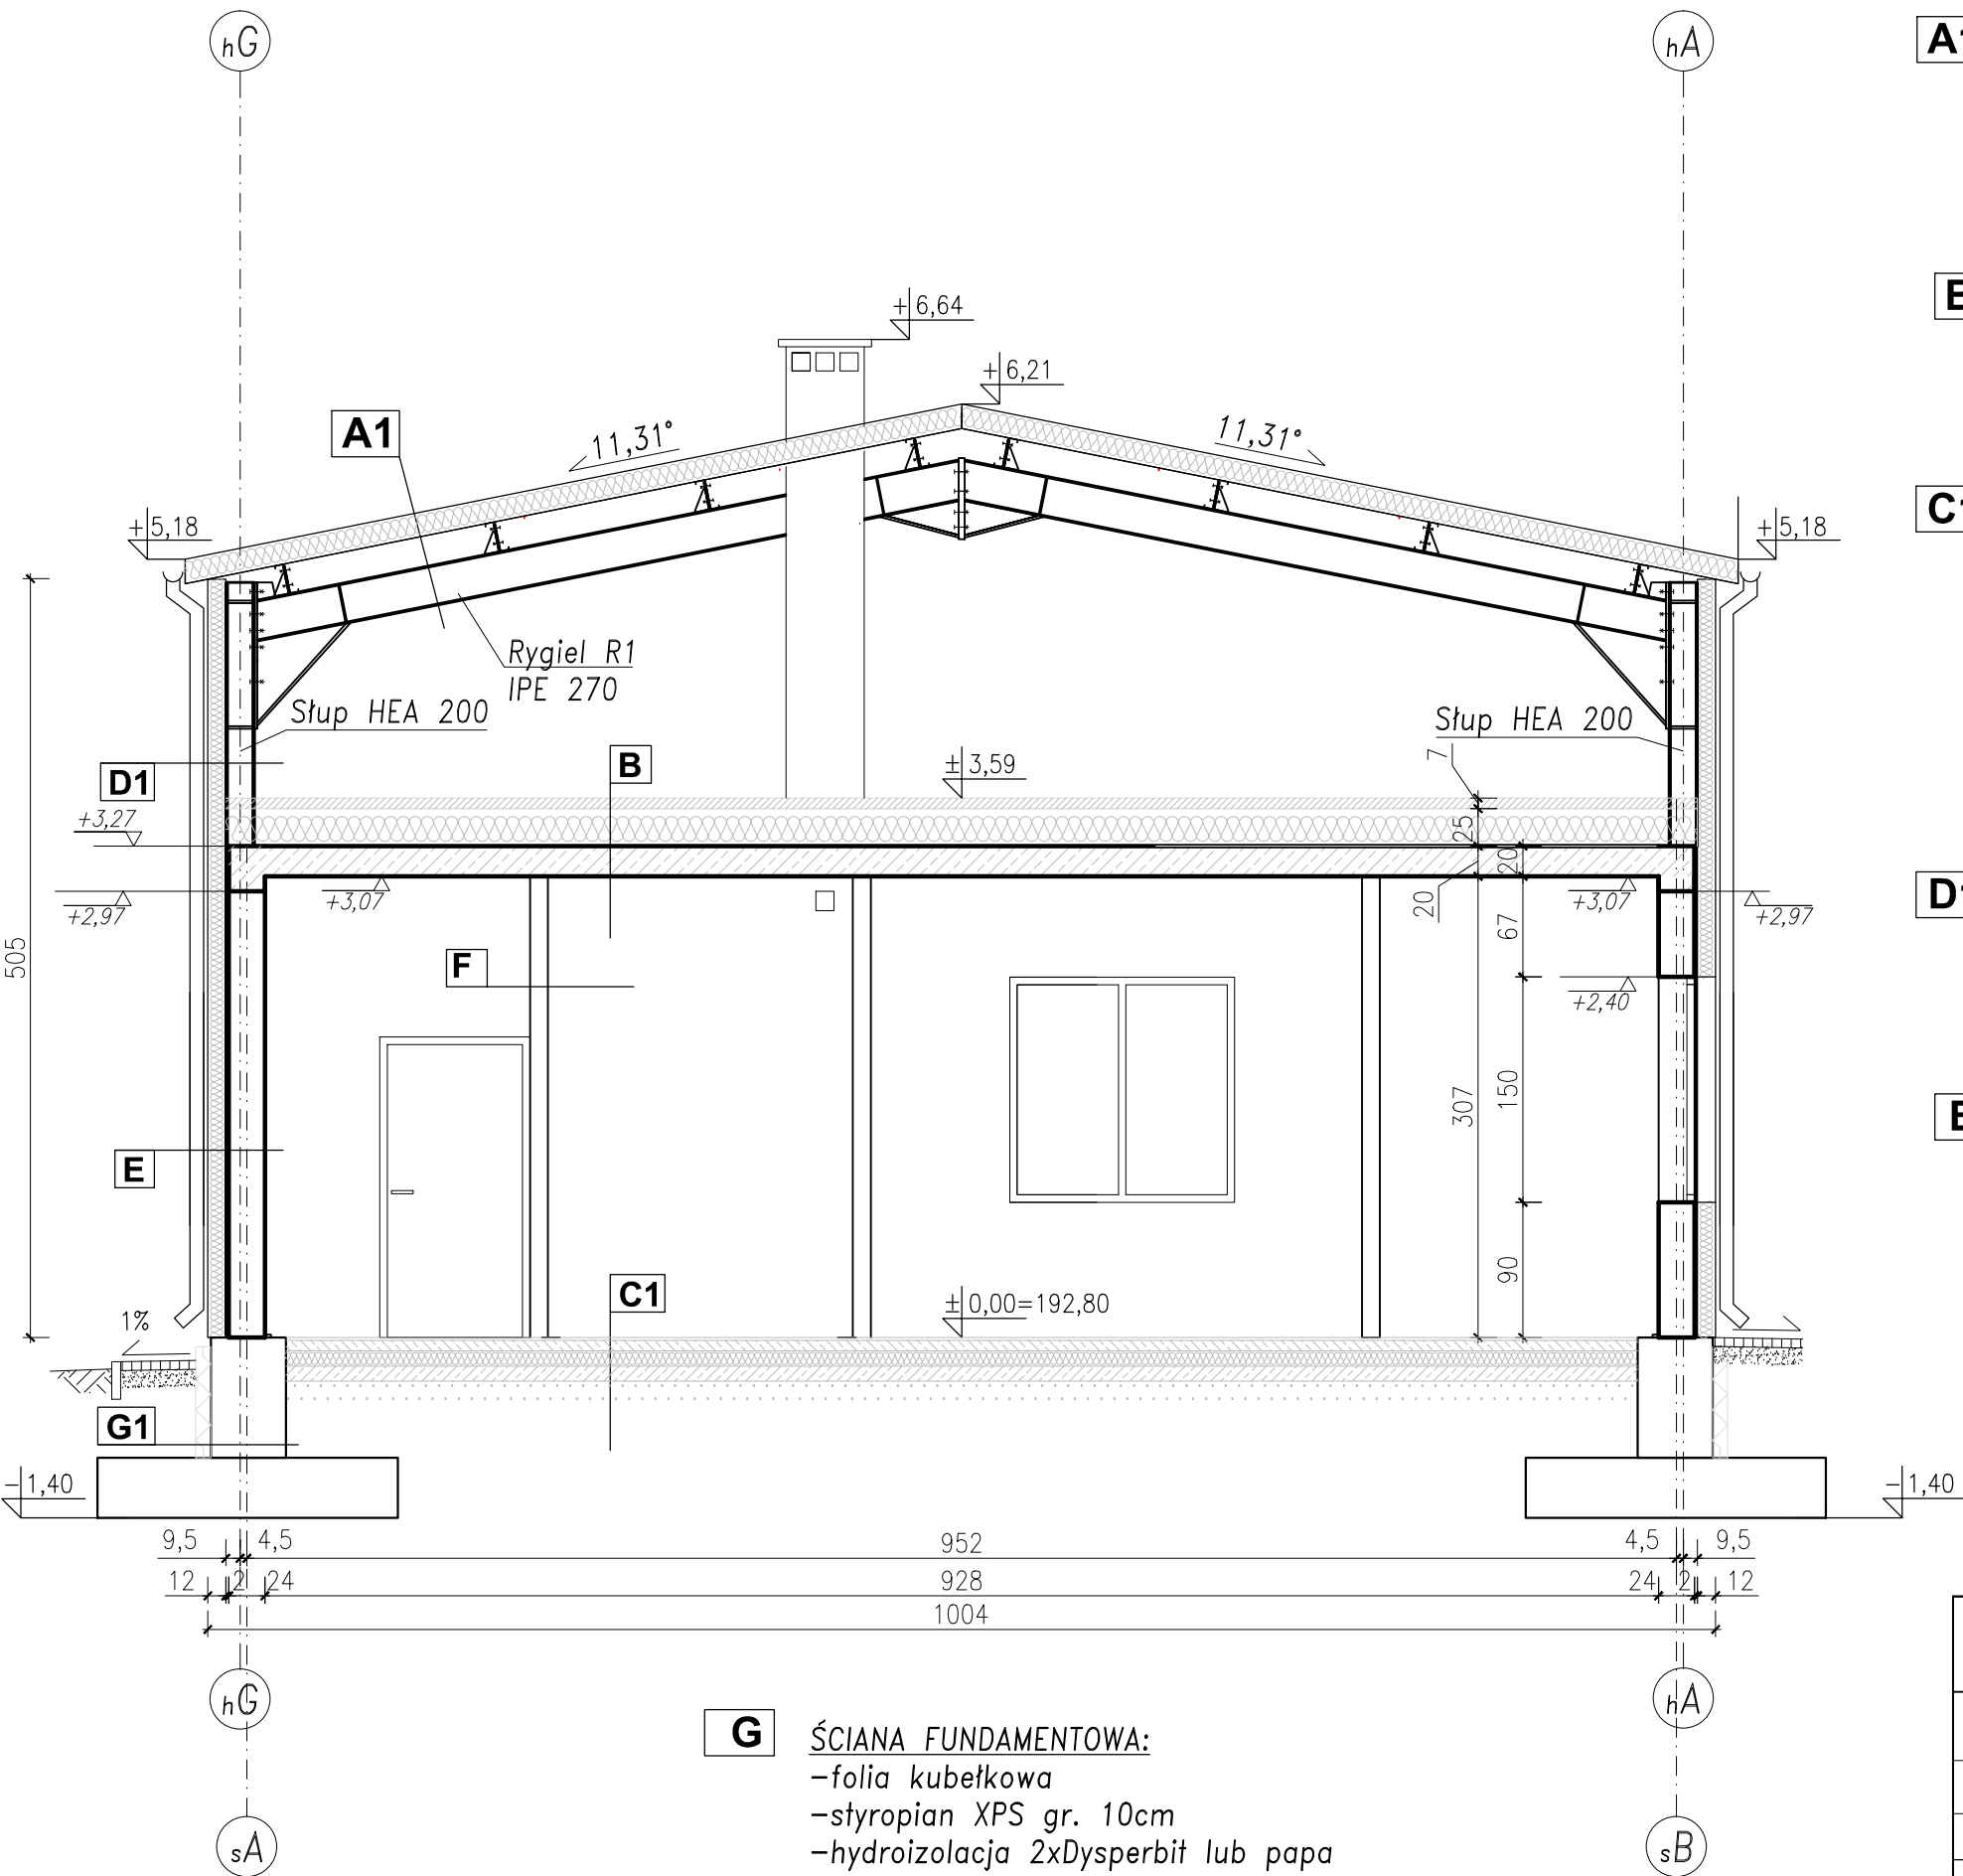 hG
hA
A1
+6,64
+6,21
A1
11,31°
11,31°
+5,18
+5,18
C1
Rygiel R1
IPE 270
Słup HEA 200
Słup HEA 200
D1
B
±3,59
7
+3,27
25
20
+3,07
20
+3,07
+2,97
+2,97
D1
67
505
F
+2,40
307
150
E
90
C1
±0,00=192,80
1%
G1
-1,40
-1,40
9,5 4,5 952 4,5 9,5
12 2 24 928 24 2 12
1004
hG
hA
G ŚCIANA FUNDAMENTOWA:
-folia kubełkowa
-styropian XPS gr. 10cm
-hydroizolacja 2xDysperbit lub papa
sA
sB